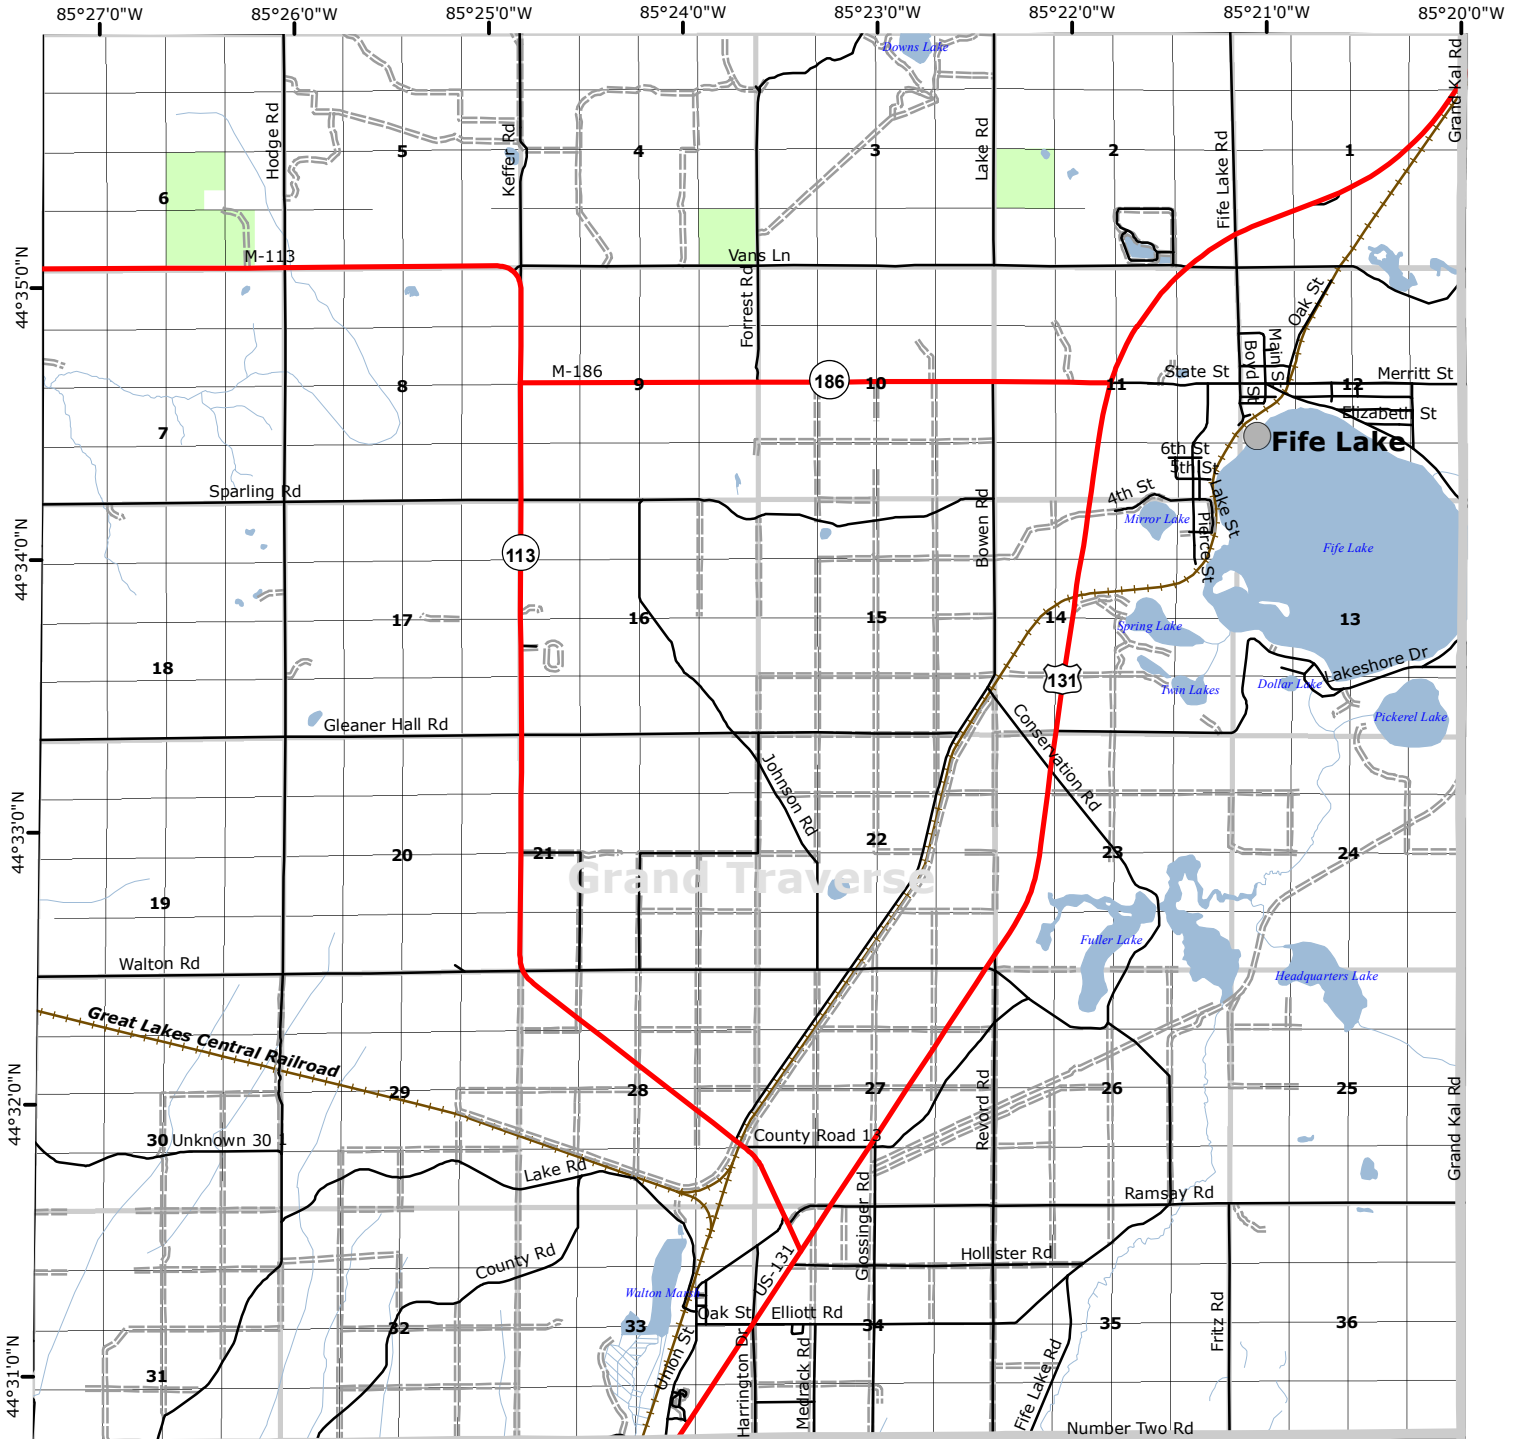 85°27'0"W 85°26'0"W 85°25'0"W 85°24'0"W 85°23'0"W 85°22'0"W 85°21'0"W 85°20'0"W
Downs Lake
Grand Kal Rd
Hodge Rd
Keffer Rd
Lake Rd
Fife Lake Rd
5 4 3 2 1
6
M-113
Vans Ln
44°35'0"N
Forrest Rd
Oak St
Main St
Boyd St
M-186
186
State St
Merritt St
8 9 10 11 12
Elizabeth St
7
Fife Lake
6th St
5th St
Sparling Rd
4th St
Lake St
Mirror Lake
Pierce St
Bowen Rd
Fife Lake
44°34'0"N
113
17 16 15 14 13
Spring Lake
18
131
Twin Lakes
Dollar Lake
Lakeshore Dr
Pickerel Lake
Gleaner Hall Rd
Conservation Rd
Johnson Rd
44°33'0"N
22
20 21 23 24
Grand Traverse
19
Fuller Lake
Walton Rd
Headquarters Lake
Great Lakes Central Railroad
44°32'0"N
29 28 27 26 25
Revord Rd
Grand Kal Rd
30 Unknown 30 1
County Road 13
Lake Rd
Grossinger Rd
Ramsay Rd
County Rd
US-131
Hollister Rd
Walton Marsh
Oak St
Elliott Rd
32 33 34 35 36
Fritz Rd
Union St
Harrington Dr
Medrack Rd
Fife Lake Rd
44°31'0"N
31
Number Two Rd